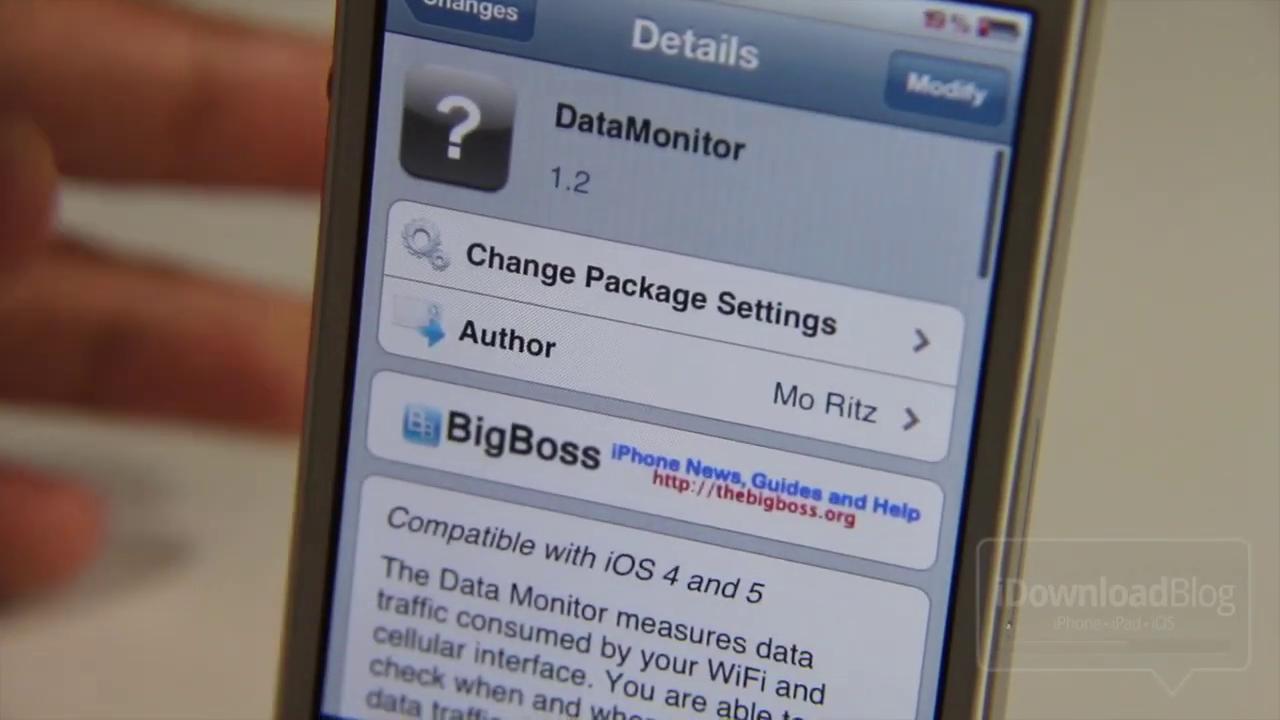 Changes
Details
Modify
?
DataMonitor
1.2
Change Package Settings
Author
Mo Ritz
BigBoss
iPhone News, Guides and Help
http://thebigboss.org
Compatible with iOS 4 and 5
The Data Monitor measures data
traffic consumed by your WiFi and
cellular interface. You are able to
check when and
data
iDownloadBlog
iPhone • iPad • iOS